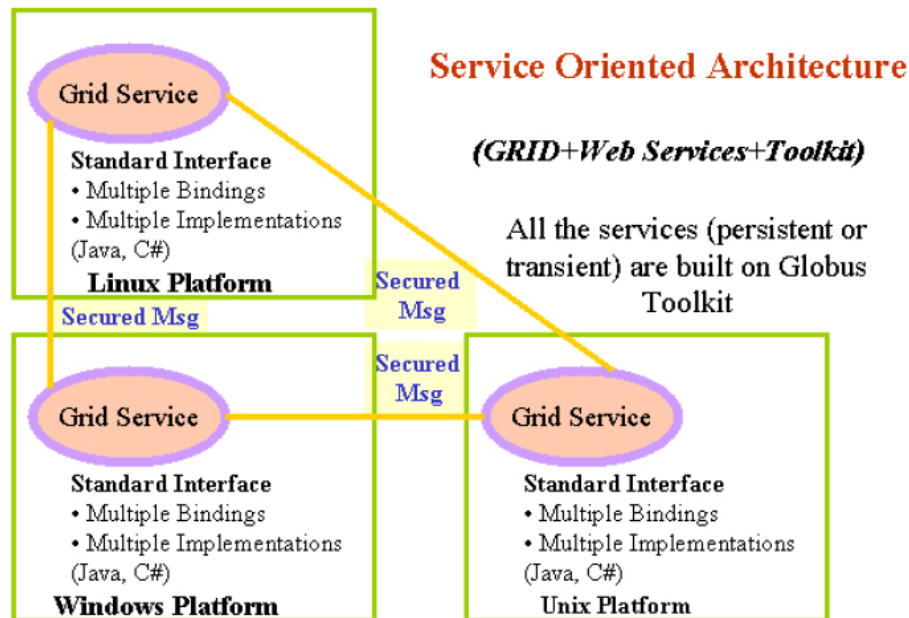 Service Oriented Architecture
(GRID+Web Services+Toolkit)
All the services (persistent or
transient) are built on Globus
Toolkit
Grid Service
Standard Interface
• Multiple Bindings
• Multiple Implementations
(Java, C#)
Linux Platform
Secured Msg
Secured
Msg
Secured
Msg
Grid Service
Standard Interface
• Multiple Bindings
• Multiple Implementations
(Java, C#)
Windows Platform
Grid Service
Standard Interface
• Multiple Bindings
• Multiple Implementations
(Java, C#)
Unix Platform